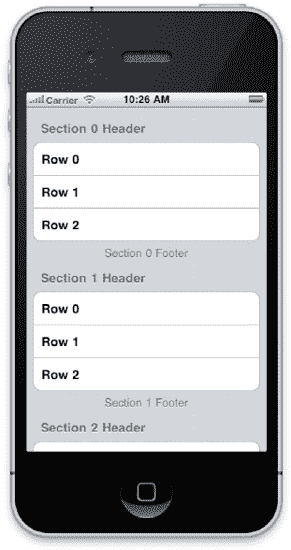 Carrier 10:26 AM
Section 0 Header
Row 0
Row 1
Row 2
Section 0 Footer
Section 1 Header
Row 0
Row 1
Row 2
Section 1 Footer
Section 2 Header